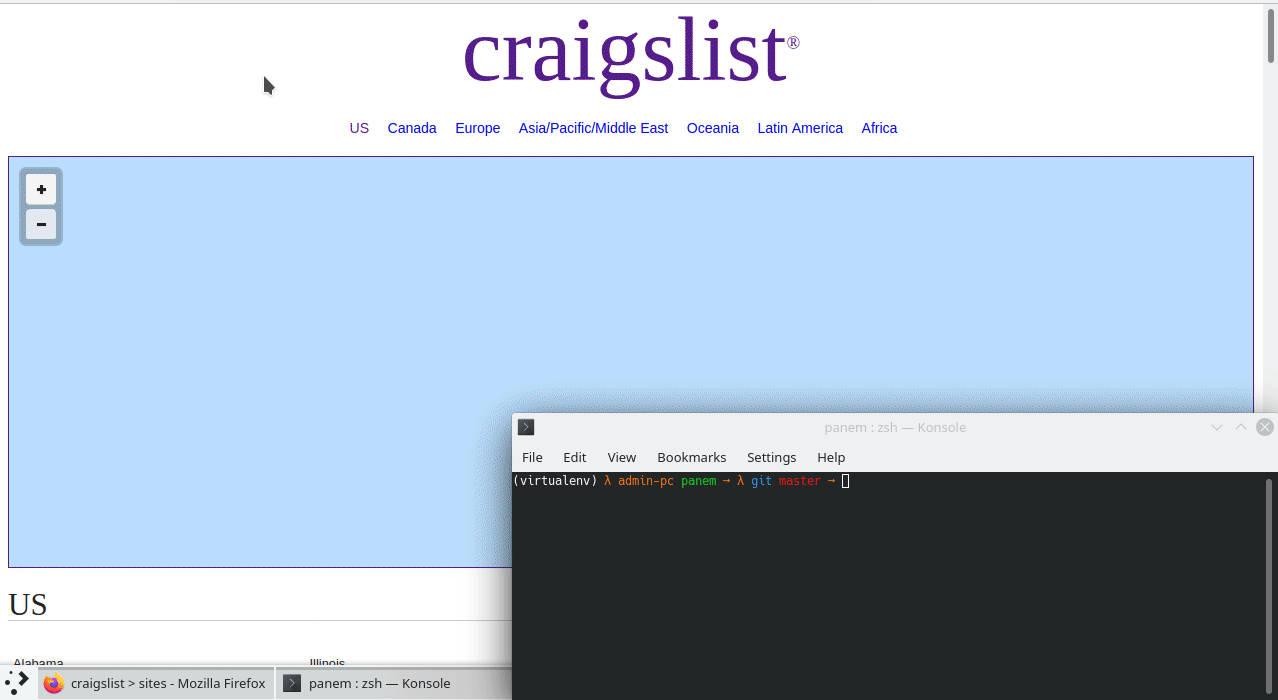 craigslist®
US Canada Europe Asia/Pacific/Middle East Oceania Latin America Africa
+
−
panem : zsh — Konsole
File Edit View Bookmarks Settings Help
(virtualenv) λ admin-pc panem → λ git master →
US
Alabama Illinois
craigslist > sites - Mozilla Firefox panem : zsh — Konsole